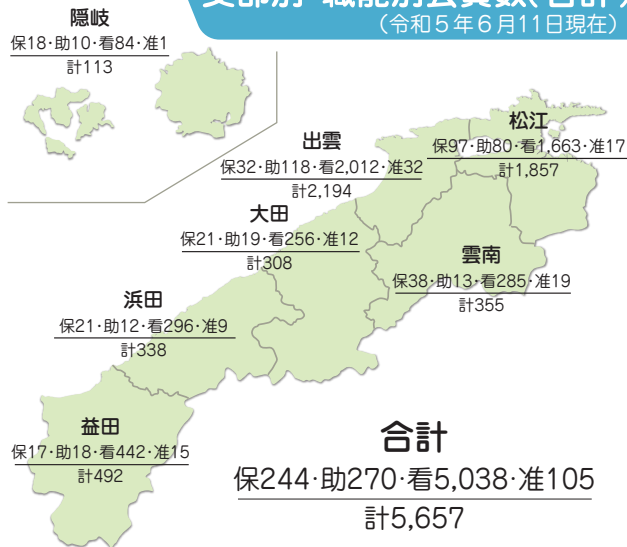 支部別 職能別会員数(合計
(令和5年6月11日現在)
隠岐
保18・助10・看84・准1
計113
松江
保97・助80・看1,663・准17
計1,857
出雲
保32・助118・看2,012・准32
計2,194
大田
保21・助19・看256・准12
計308
雲南
保38・助13・看285・准19
計355
浜田
保21・助12・看296・准9
計338
益田
保17・助18・看442・准15
計492
合計
保244・助270・看5,038・准105
計5,657